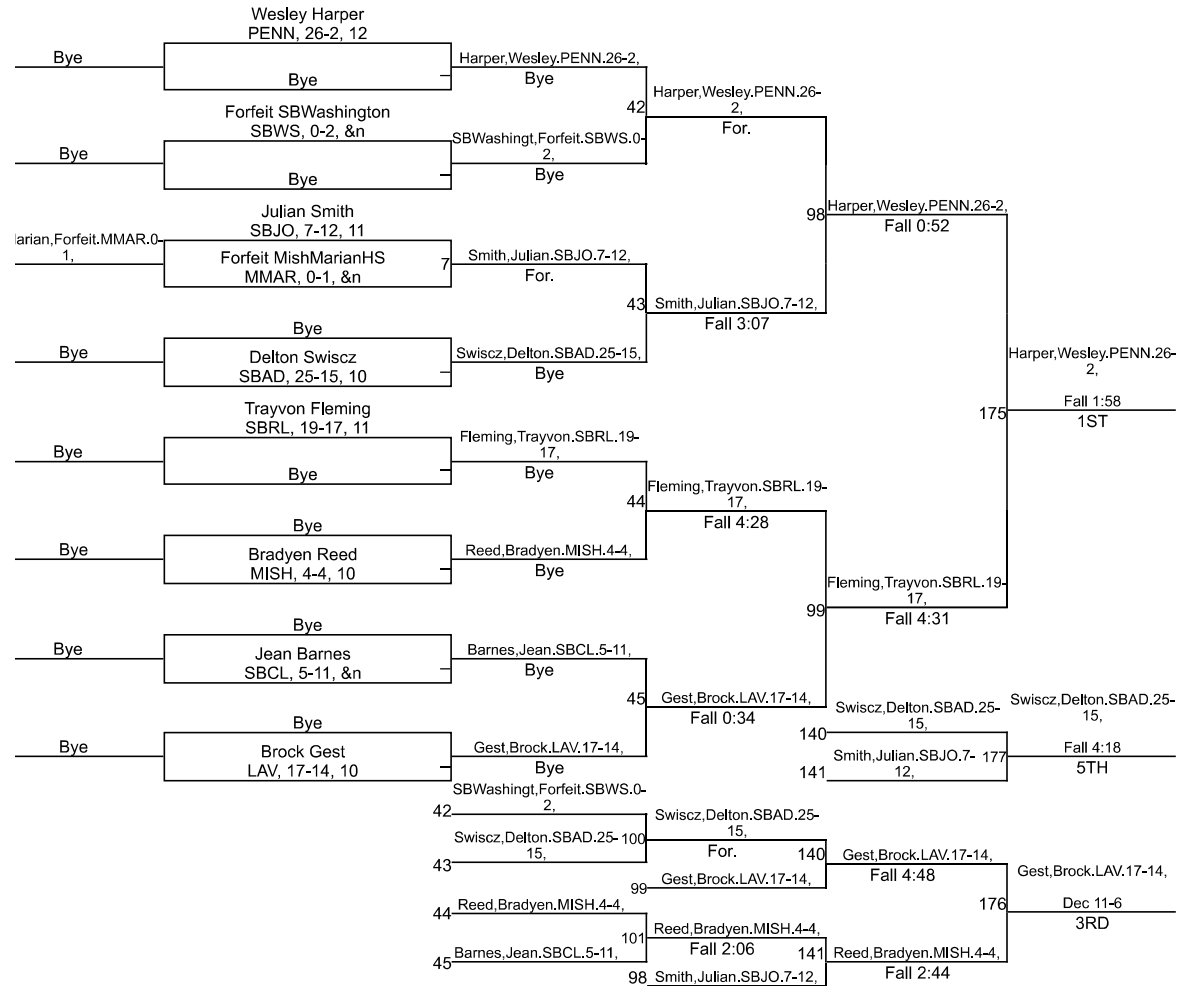 Wesley Harper
PENN, 26-2, 12
Bye
Bye
Harper,Wesley.PENN.26-2,
Bye
42
Harper,Wesley.PENN.26-
2,
For.
Forfeit SBWashington
SBWS, 0-2, &n
Bye
Bye
SBWashingt,Forfeit.SBWS.0-
2,
Bye
98
Harper,Wesley.PENN.26-2,
Fall 0:52
Julian Smith
SBJO, 7-12, 11
larian,Forfeit.MMAR.0-
1,
Forfeit MishMarianHS
MMAR, 0-1, &n
7
Smith,Julian.SBJO.7-12,
For.
43
Smith,Julian.SBJO.7-12,
Fall 3:07
Bye
Bye
Delton Swiscz
SBAD, 25-15, 10
Swiscz,Delton.SBAD.25-15,
Bye
Harper,Wesley.PENN.26-
2,
175
Fall 1:58
1ST
Trayvon Fleming
SBRL, 19-17, 11
Bye
Bye
Fleming,Trayvon.SBRL.19-
17,
Bye
44
Fleming,Trayvon.SBRL.19-
17,
Fall 4:28
Bye
Bye
Bradyen Reed
MISH, 4-4, 10
Reed,Bradyen.MISH.4-4,
Bye
99
Fleming,Trayvon.SBRL.19-
17,
Fall 4:31
Bye
Bye
Jean Barnes
SBCL, 5-11, &n
Barnes,Jean.SBCL.5-11,
Bye
45
Gest,Brock.LAV.17-14,
Fall 0:34
Bye
Bye
Brock Gest
LAV, 17-14, 10
Gest,Brock.LAV.17-14,
Bye
140
Swiscz,Delton.SBAD.25-
15,
141
Smith,Julian.SBJO.7-
12,
177
Swiscz,Delton.SBAD.25-
15,
Fall 4:18
5TH
42
SBWashingt,Forfeit.SBWS.0-
2,
43
Swiscz,Delton.SBAD.25-
15,
100
Swiscz,Delton.SBAD.25-
15,
For.
99
Gest,Brock.LAV.17-14,
140
Gest,Brock.LAV.17-14,
Fall 4:48
44
Reed,Bradyen.MISH.4-4,
45
Barnes,Jean.SBCL.5-11,
101
Reed,Bradyen.MISH.4-4,
Fall 2:06
98
Smith,Julian.SBJO.7-12,
141
Reed,Bradyen.MISH.4-4,
Fall 2:44
176
Gest,Brock.LAV.17-14,
Dec 11-6
3RD